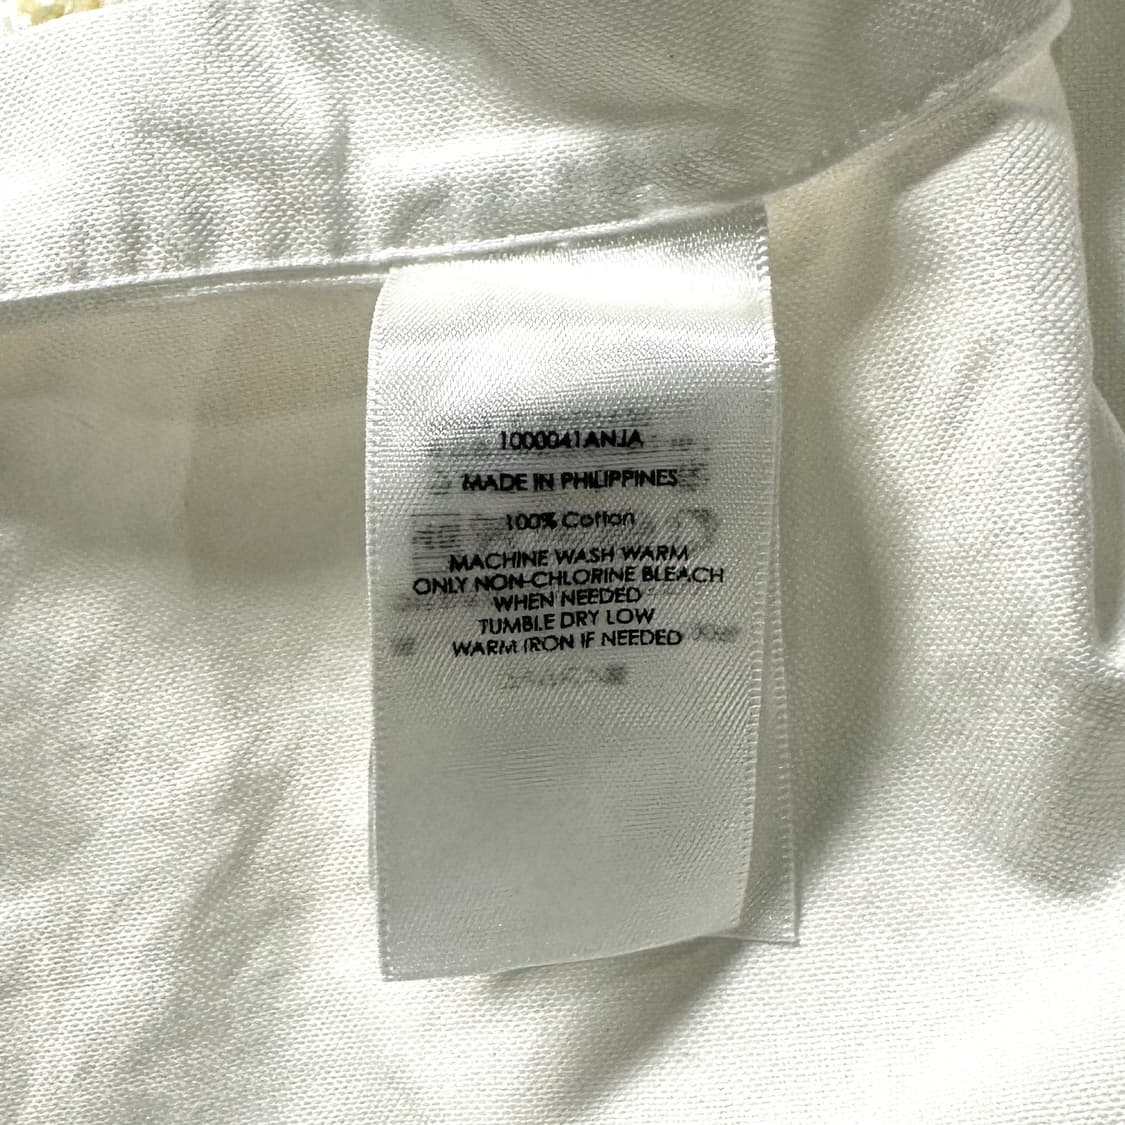 1000041ANJA
MADE IN PHILIPPINES
100% Cotton
MACHINE WASH WARM
ONLY NON-CHLORINE BLEACH
WHEN NEEDED
TUMBLE DRY LOW
WARM IRON IF NEEDED